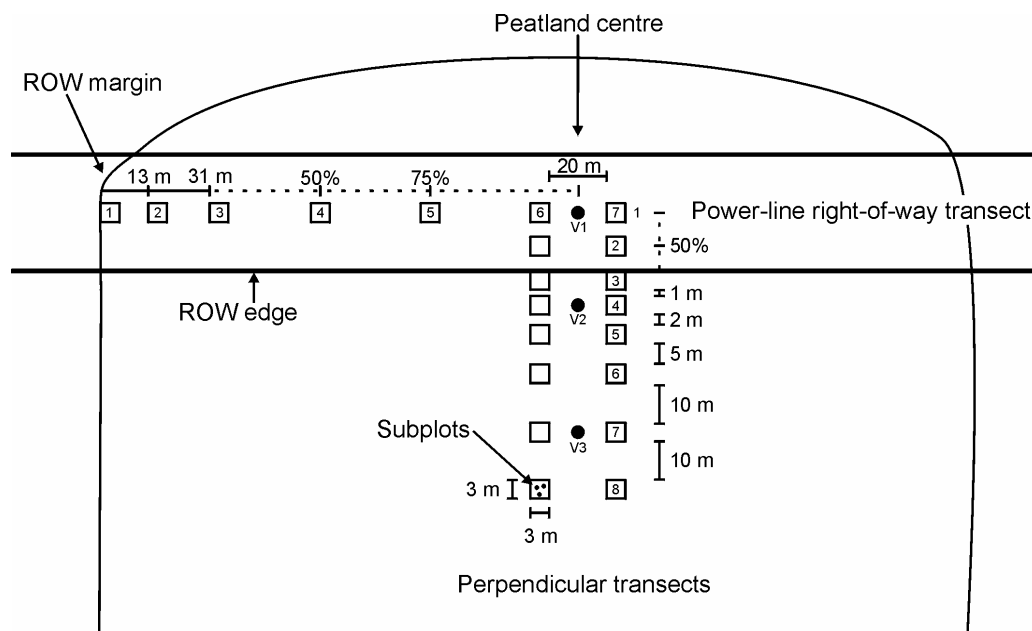 Peatland centre
ROW margin
20 m
13 m 31 m 50% 75%
1 2 3 4 5 6 7 1 Power-line right-of-way transect
V1
2 50%
3
1 m
ROW edge
4
V2 2 m
5
5 m
6
10 m
Subplots 7
V3
10 m
3 m 8
3 m
Perpendicular transects